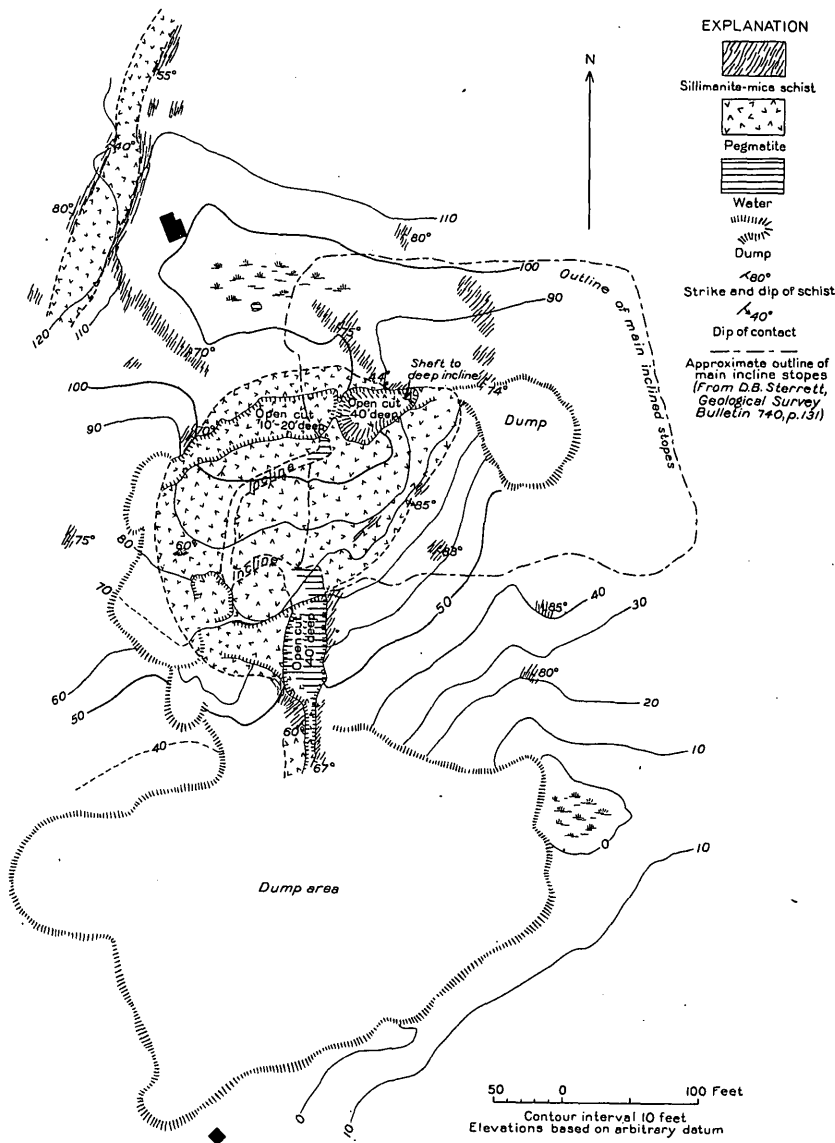 EXPLANATION
Sillimanite-mica schist
Pegmatite
Water
Dump
80°
Strike and dip of schist
40°
Dip of contact
Approximate outline of
main inclined stopes
(From D.B. Sterrett,
Geological Survey
Bulletin 740, p.131)
N
55°
40°
80°
110
80°
100
Outline of main inclined stopes
90
120
110
75°
70°
Shaft to
deep incline
74°
100
90
Open cut
10'-20' deep
Open cut
40' deep
Dump
70°
Incline
85°
75°
80
60°
88°
Incline
70
50
85°
40
30
Open cut
40' deep
80°
60
50
20
60°
40
67°
10
0
10
Dump area
0
10
50 0 100 Feet
Contour interval 10 feet
Elevations based on arbitrary datum